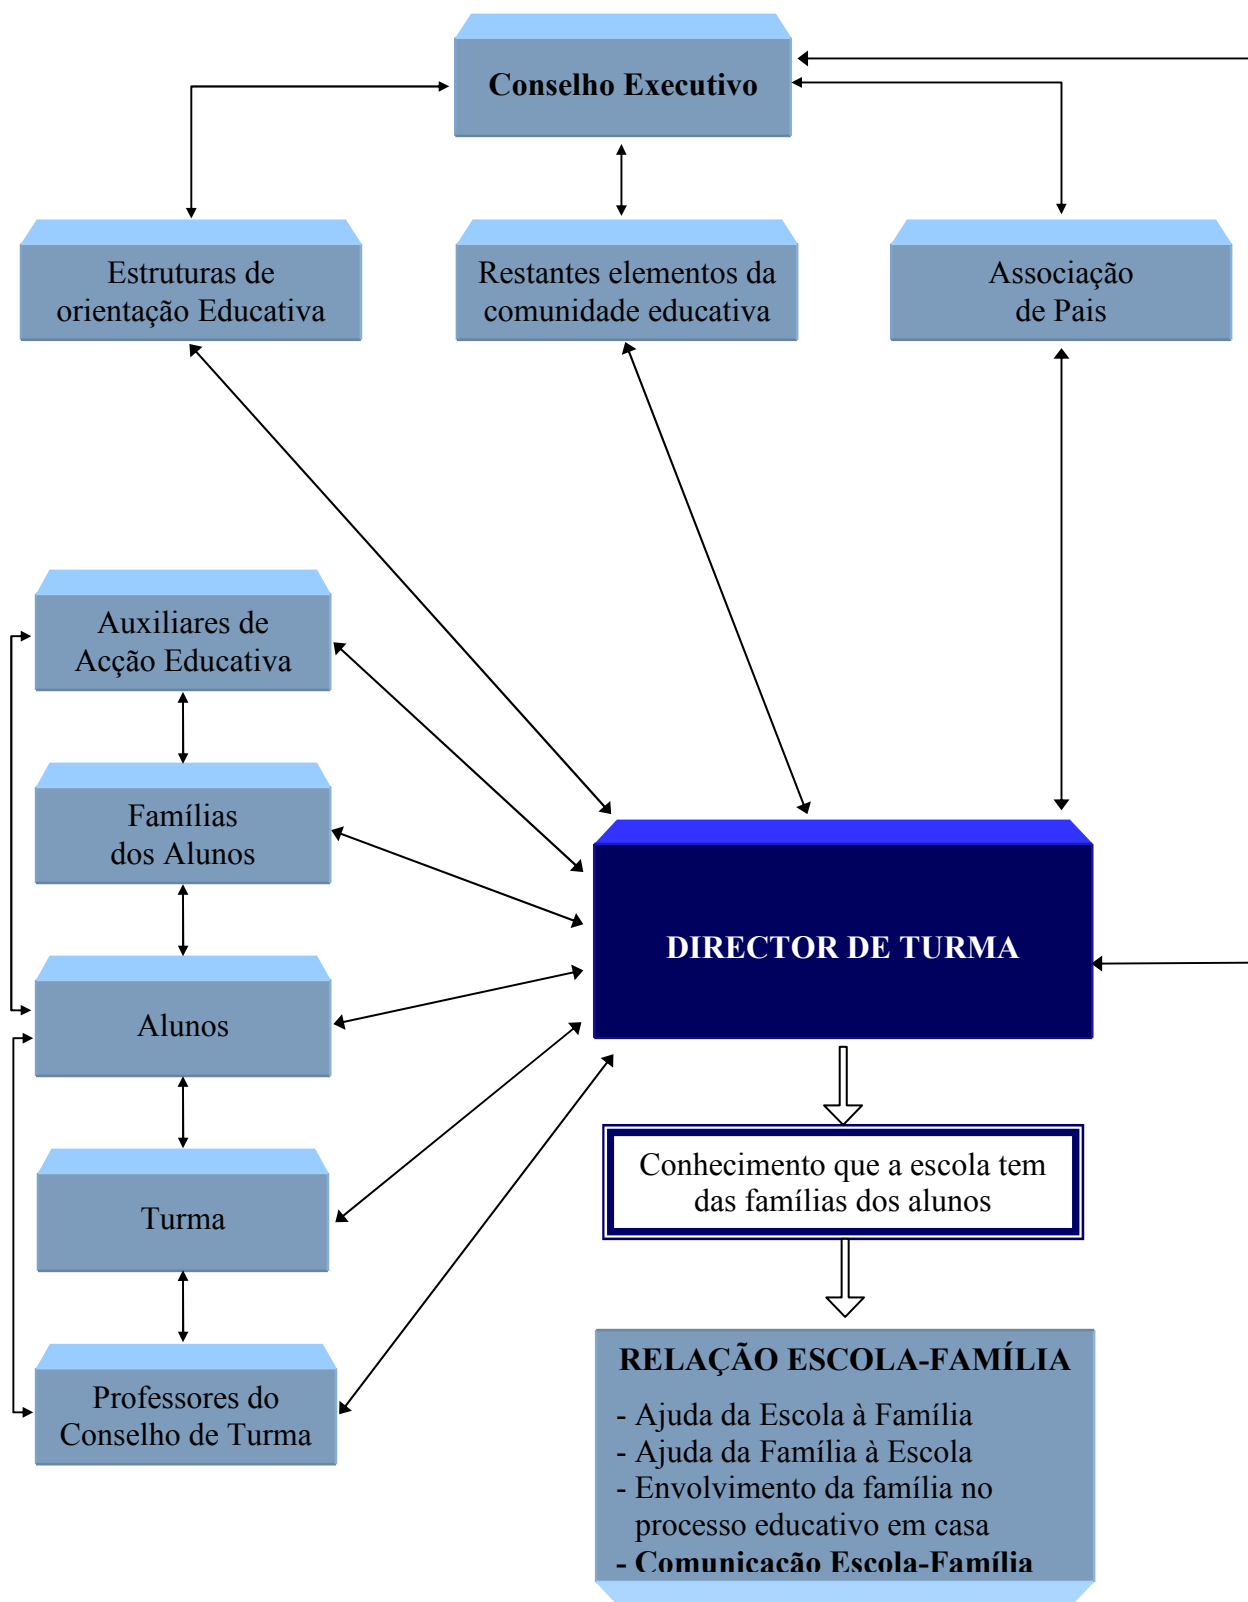 Conselho Executivo
Estruturas de
orientação Educativa
Restantes elementos da
comunidade educativa
Associação
de Pais
Auxiliares de
Acção Educativa
Famílias
dos Alunos
Alunos
Turma
Professores do
Conselho de Turma
DIRECTOR DE TURMA
Conhecimento que a escola tem
das famílias dos alunos
RELAÇÃO ESCOLA-FAMÍLIA
- Ajuda da Escola à Família
- Ajuda da Família à Escola
- Envolvimento da família no
processo educativo em casa
- Comunicação Escola-Família